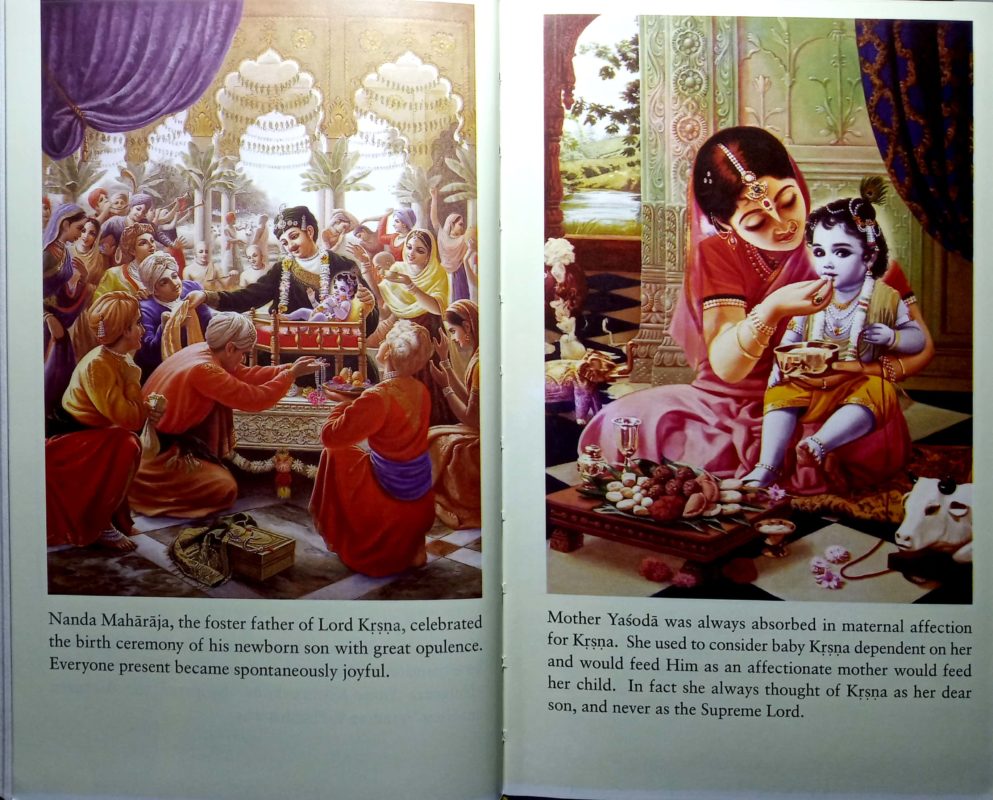 Nanda Mahārāja, the foster father of Lord Kṛṣṇa, celebrated
the birth ceremony of his newborn son with great opulence.
Everyone present became spontaneously joyful.
Mother Yaśodā was always absorbed in maternal affection
for Kṛṣṇa. She used to consider baby Kṛṣṇa dependent on her
and would feed Him as an affectionate mother would feed
her child. In fact she always thought of Kṛṣṇa as her dear
son, and never as the Supreme Lord.